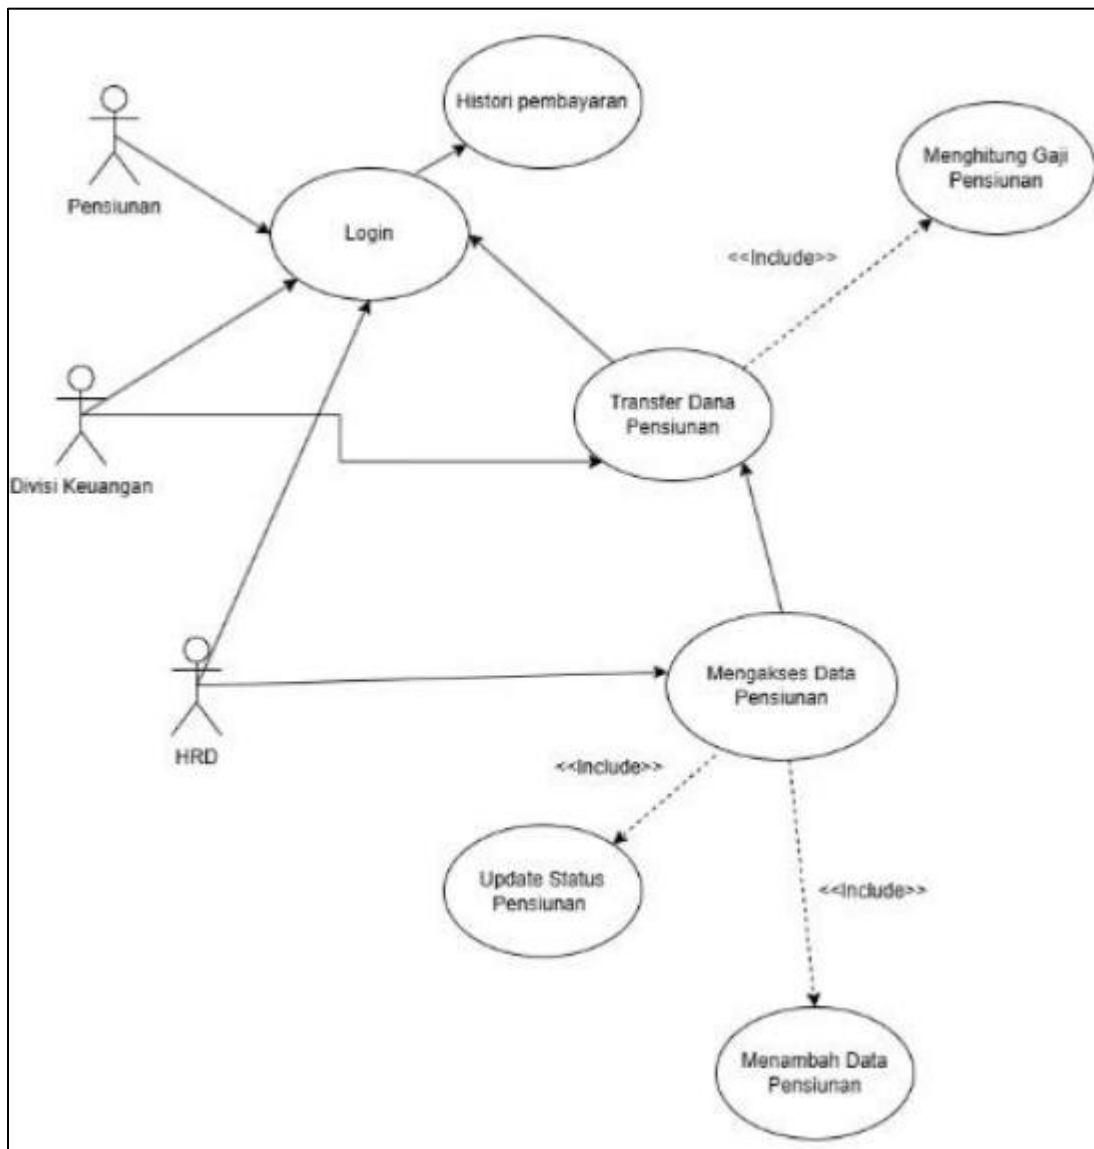 Histori pembayaran
Pensiunan
Login
Menghitung Gaji
Pensiunan
<<Include>>
Transfer Dana
Pensiunan
Divisi Keuangan
HRD
Mengakses Data
Pensiunan
<<Include>>
Update Status
Pensiunan
<<Include>>
Menambah Data
Pensiunan